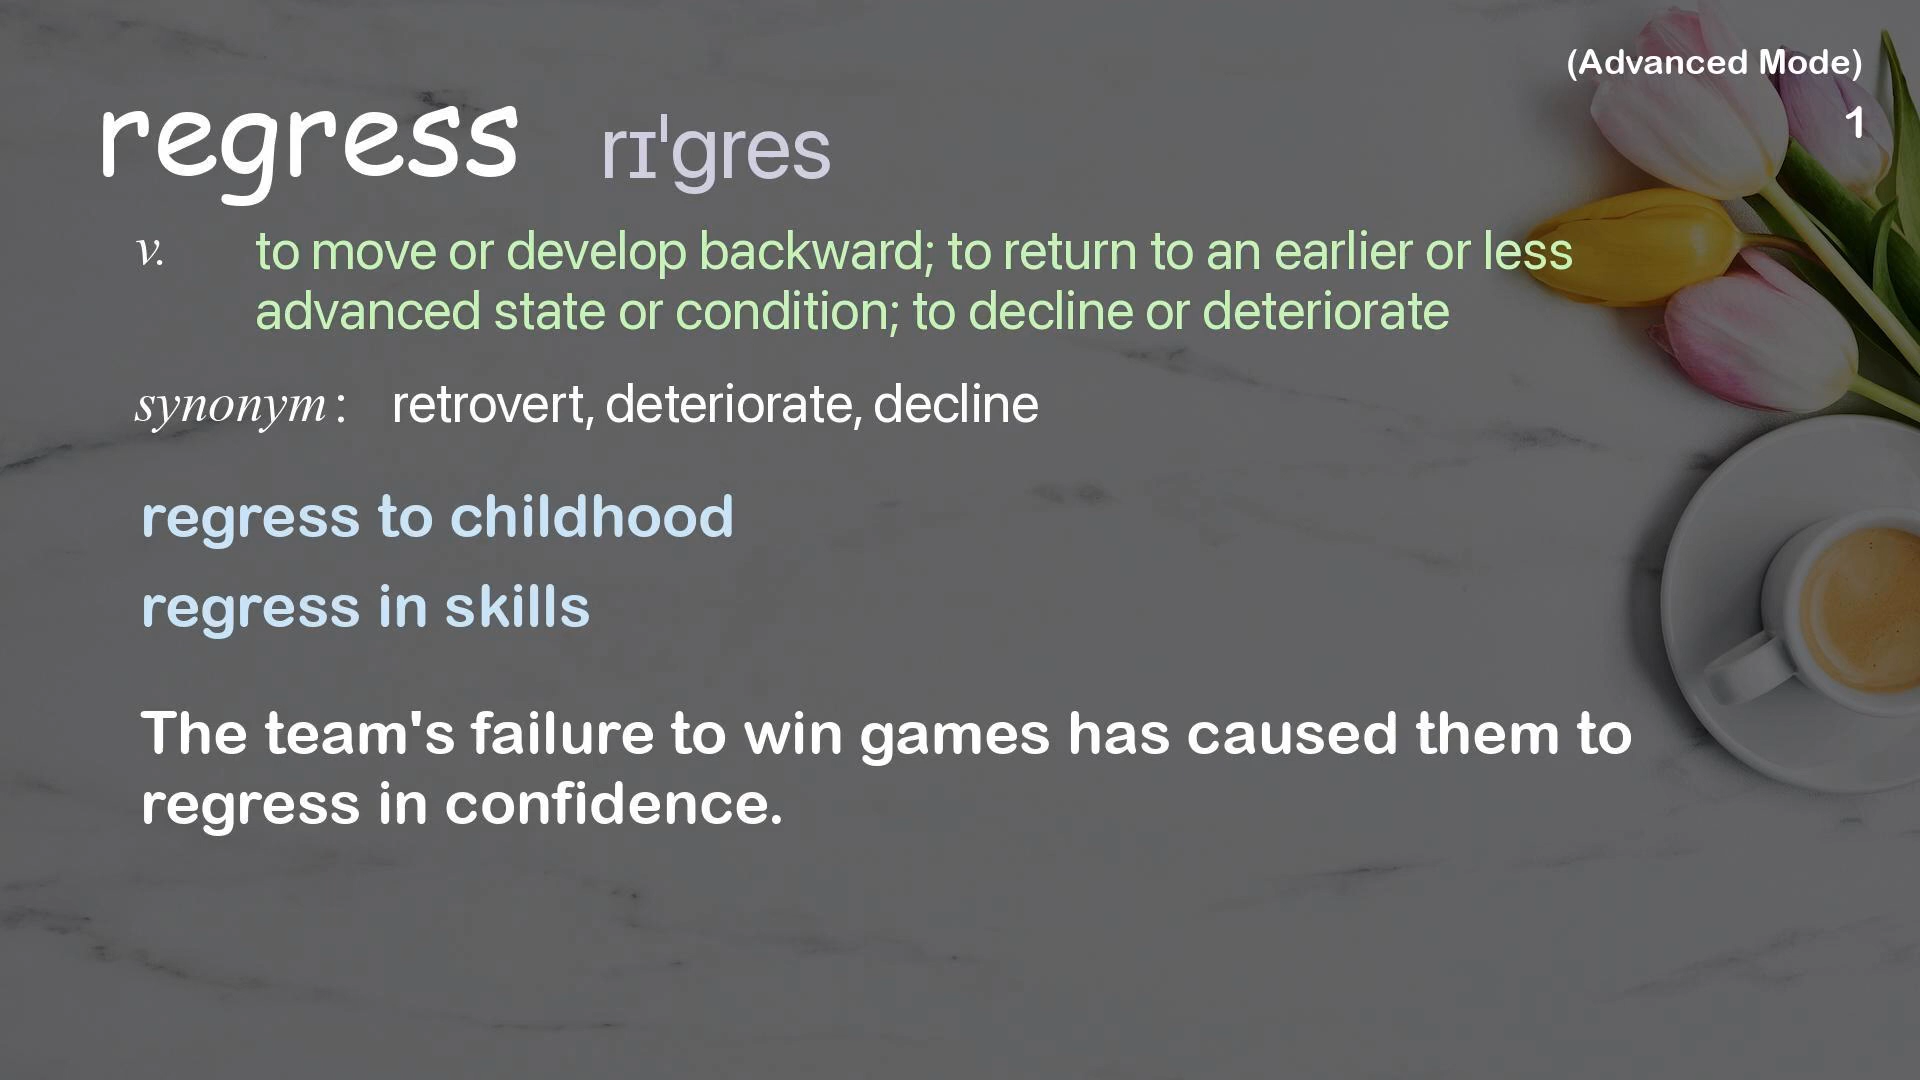 (Advanced Mode)
1
regress rɪˈgres
v. to move or develop backward; to return to an earlier or less
advanced state or condition; to decline or deteriorate
synonym: retrovert, deteriorate, decline
regress to childhood
regress in skills
The team's failure to win games has caused them to
regress in confidence.